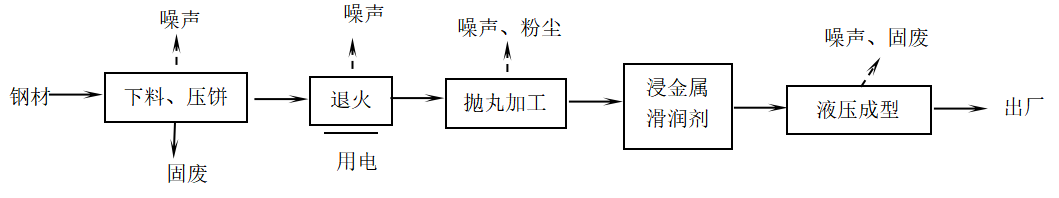 噪声
噪声
噪声、粉尘
噪声、固废
钢材
下料、压饼
退火
抛丸加工
浸金属
滑润剂
液压成型
出厂
用电
固废